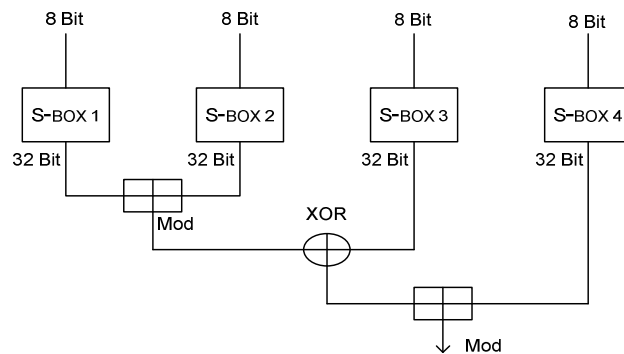 8 Bit 8 Bit 8 Bit 8 Bit
S-BOX 1 S-BOX 2 S-BOX 3 S-BOX 4
32 Bit 32 Bit 32 Bit 32 Bit
Mod
XOR
Mod